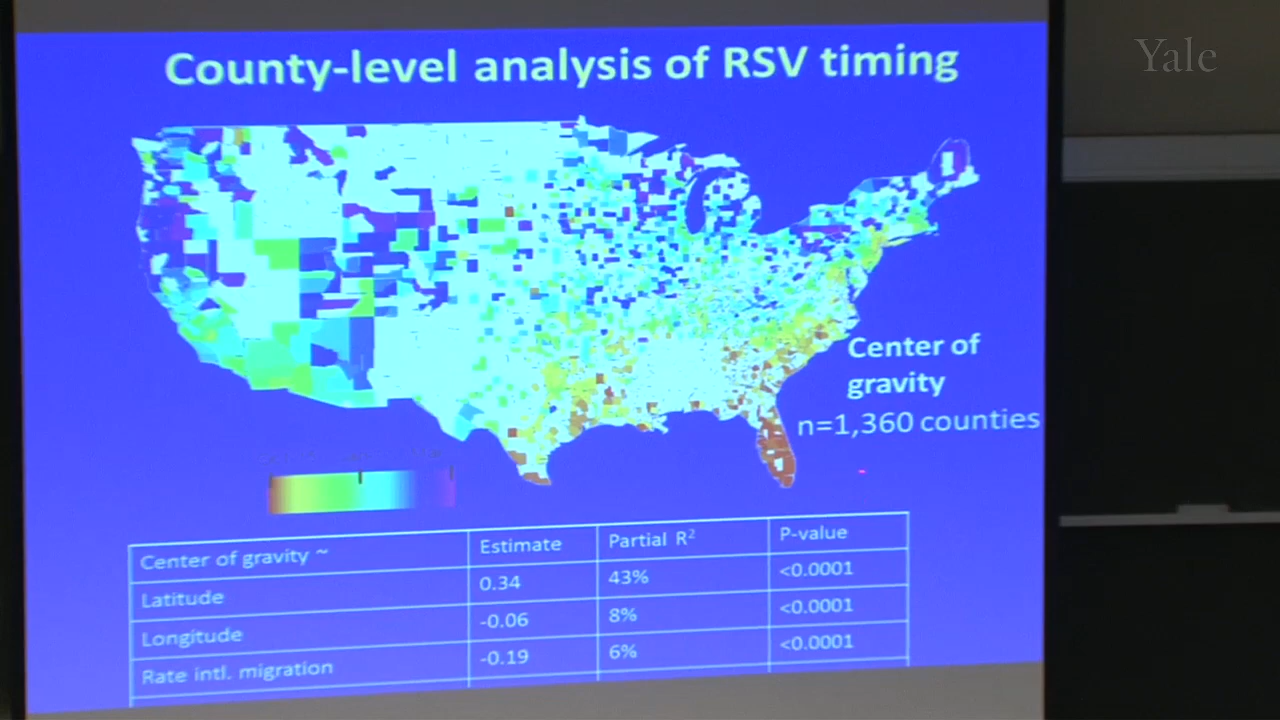 Yale
County-level analysis of RSV timing
Center of
gravity
n=1,360 counties
Center of gravity ~ Estimate Partial R² P-value
Latitude 0.34 43% <0.0001
Longitude -0.06 8% <0.0001
Rate intl. migration -0.19 6% <0.0001